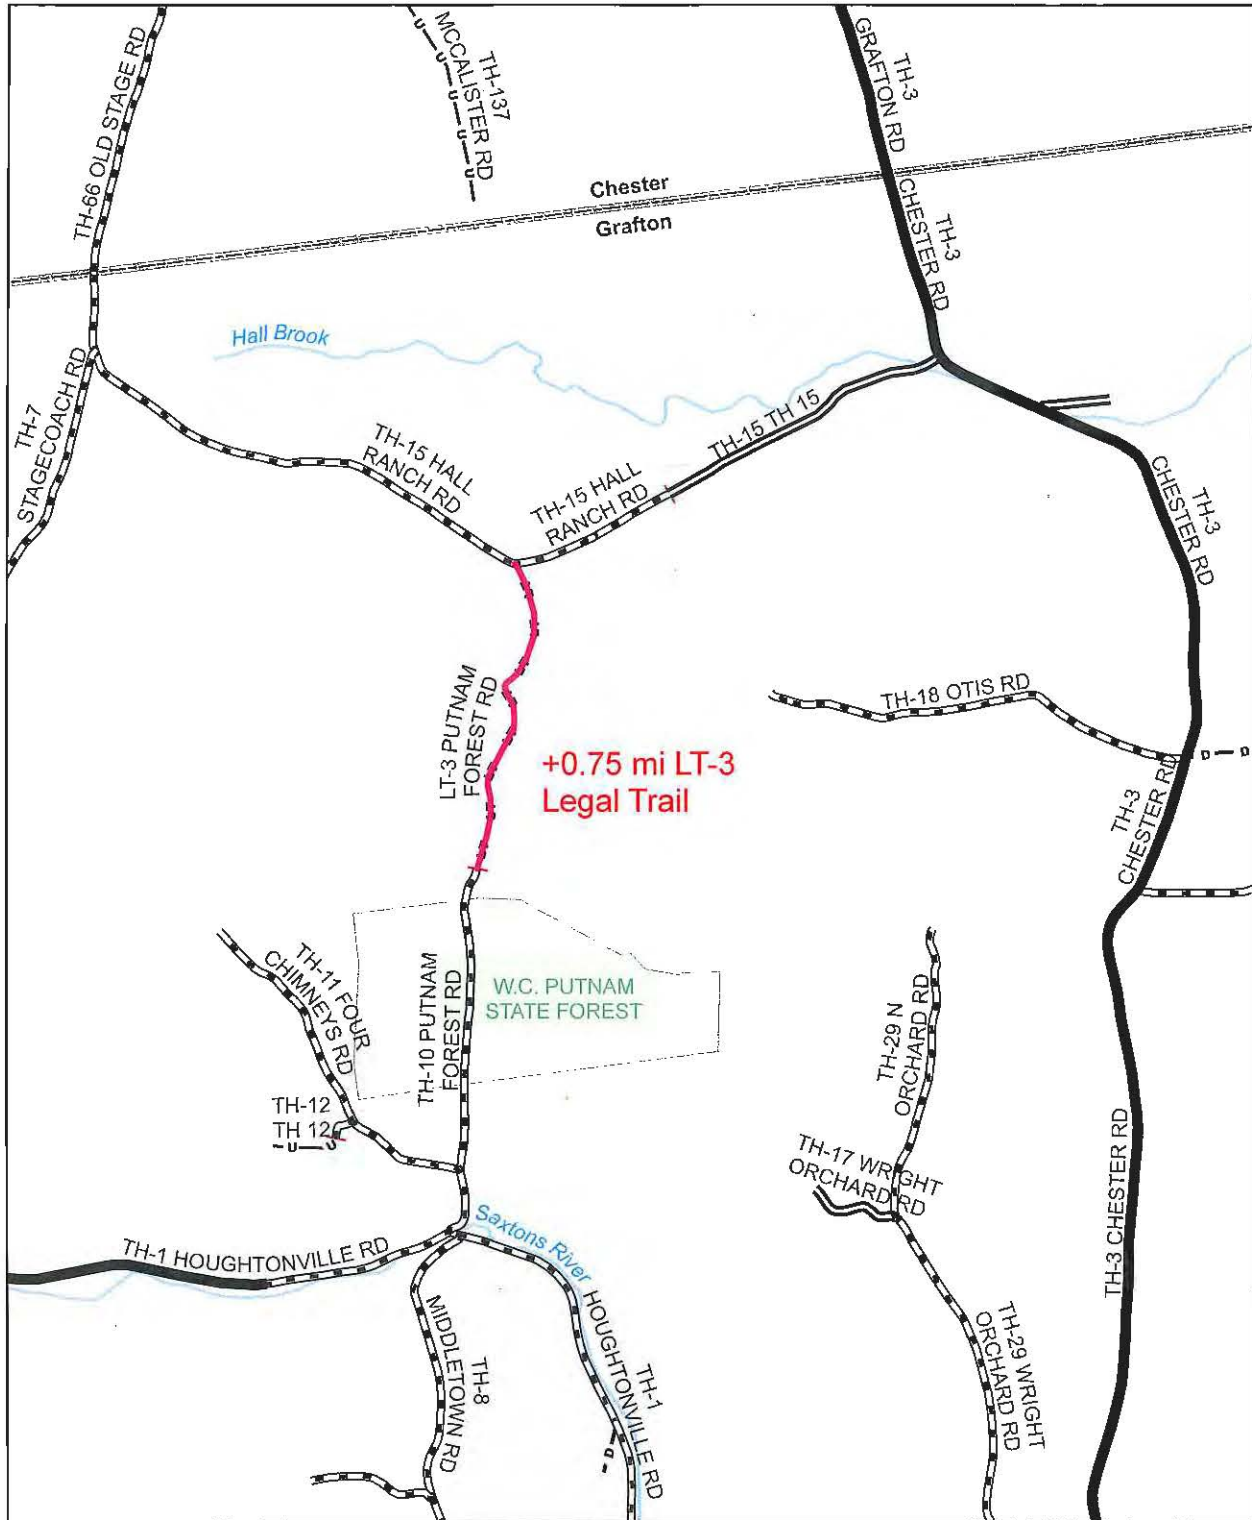 TH-66 OLD STAGE RD
TH-137
MCCALISTER RD
TH-3
GRAFTON RD
Chester
Grafton
TH-3
CHESTER RD
Hall Brook
TH-7
STAGECOACH RD
TH-15 HALL
RANCH RD
TH-15 HALL
RANCH RD
TH-15 TH 15
TH-3
CHESTER RD
LT-3 PUTNAM
FOREST RD
+0.75 mi LT-3
Legal Trail
TH-18 OTIS RD
D
TH-3
CHESTER RD
TH-11 FOUR
CHIMNEYS RD
TH-10 PUTNAM
FOREST RD
W.C. PUTNAM
STATE FOREST
TH-29 N
ORCHARD RD
TH-12
TH 12
U
U
TH-17 WRIGHT
ORCHARD RD
TH-3 CHESTER RD
Saxtons River
TH-1 HOUGHTONVILLE RD
TH-8
MIDDLETOWN RD
TH-1
HOUGHTONVILLE RD
TH-29 WRIGHT
ORCHARD RD
D